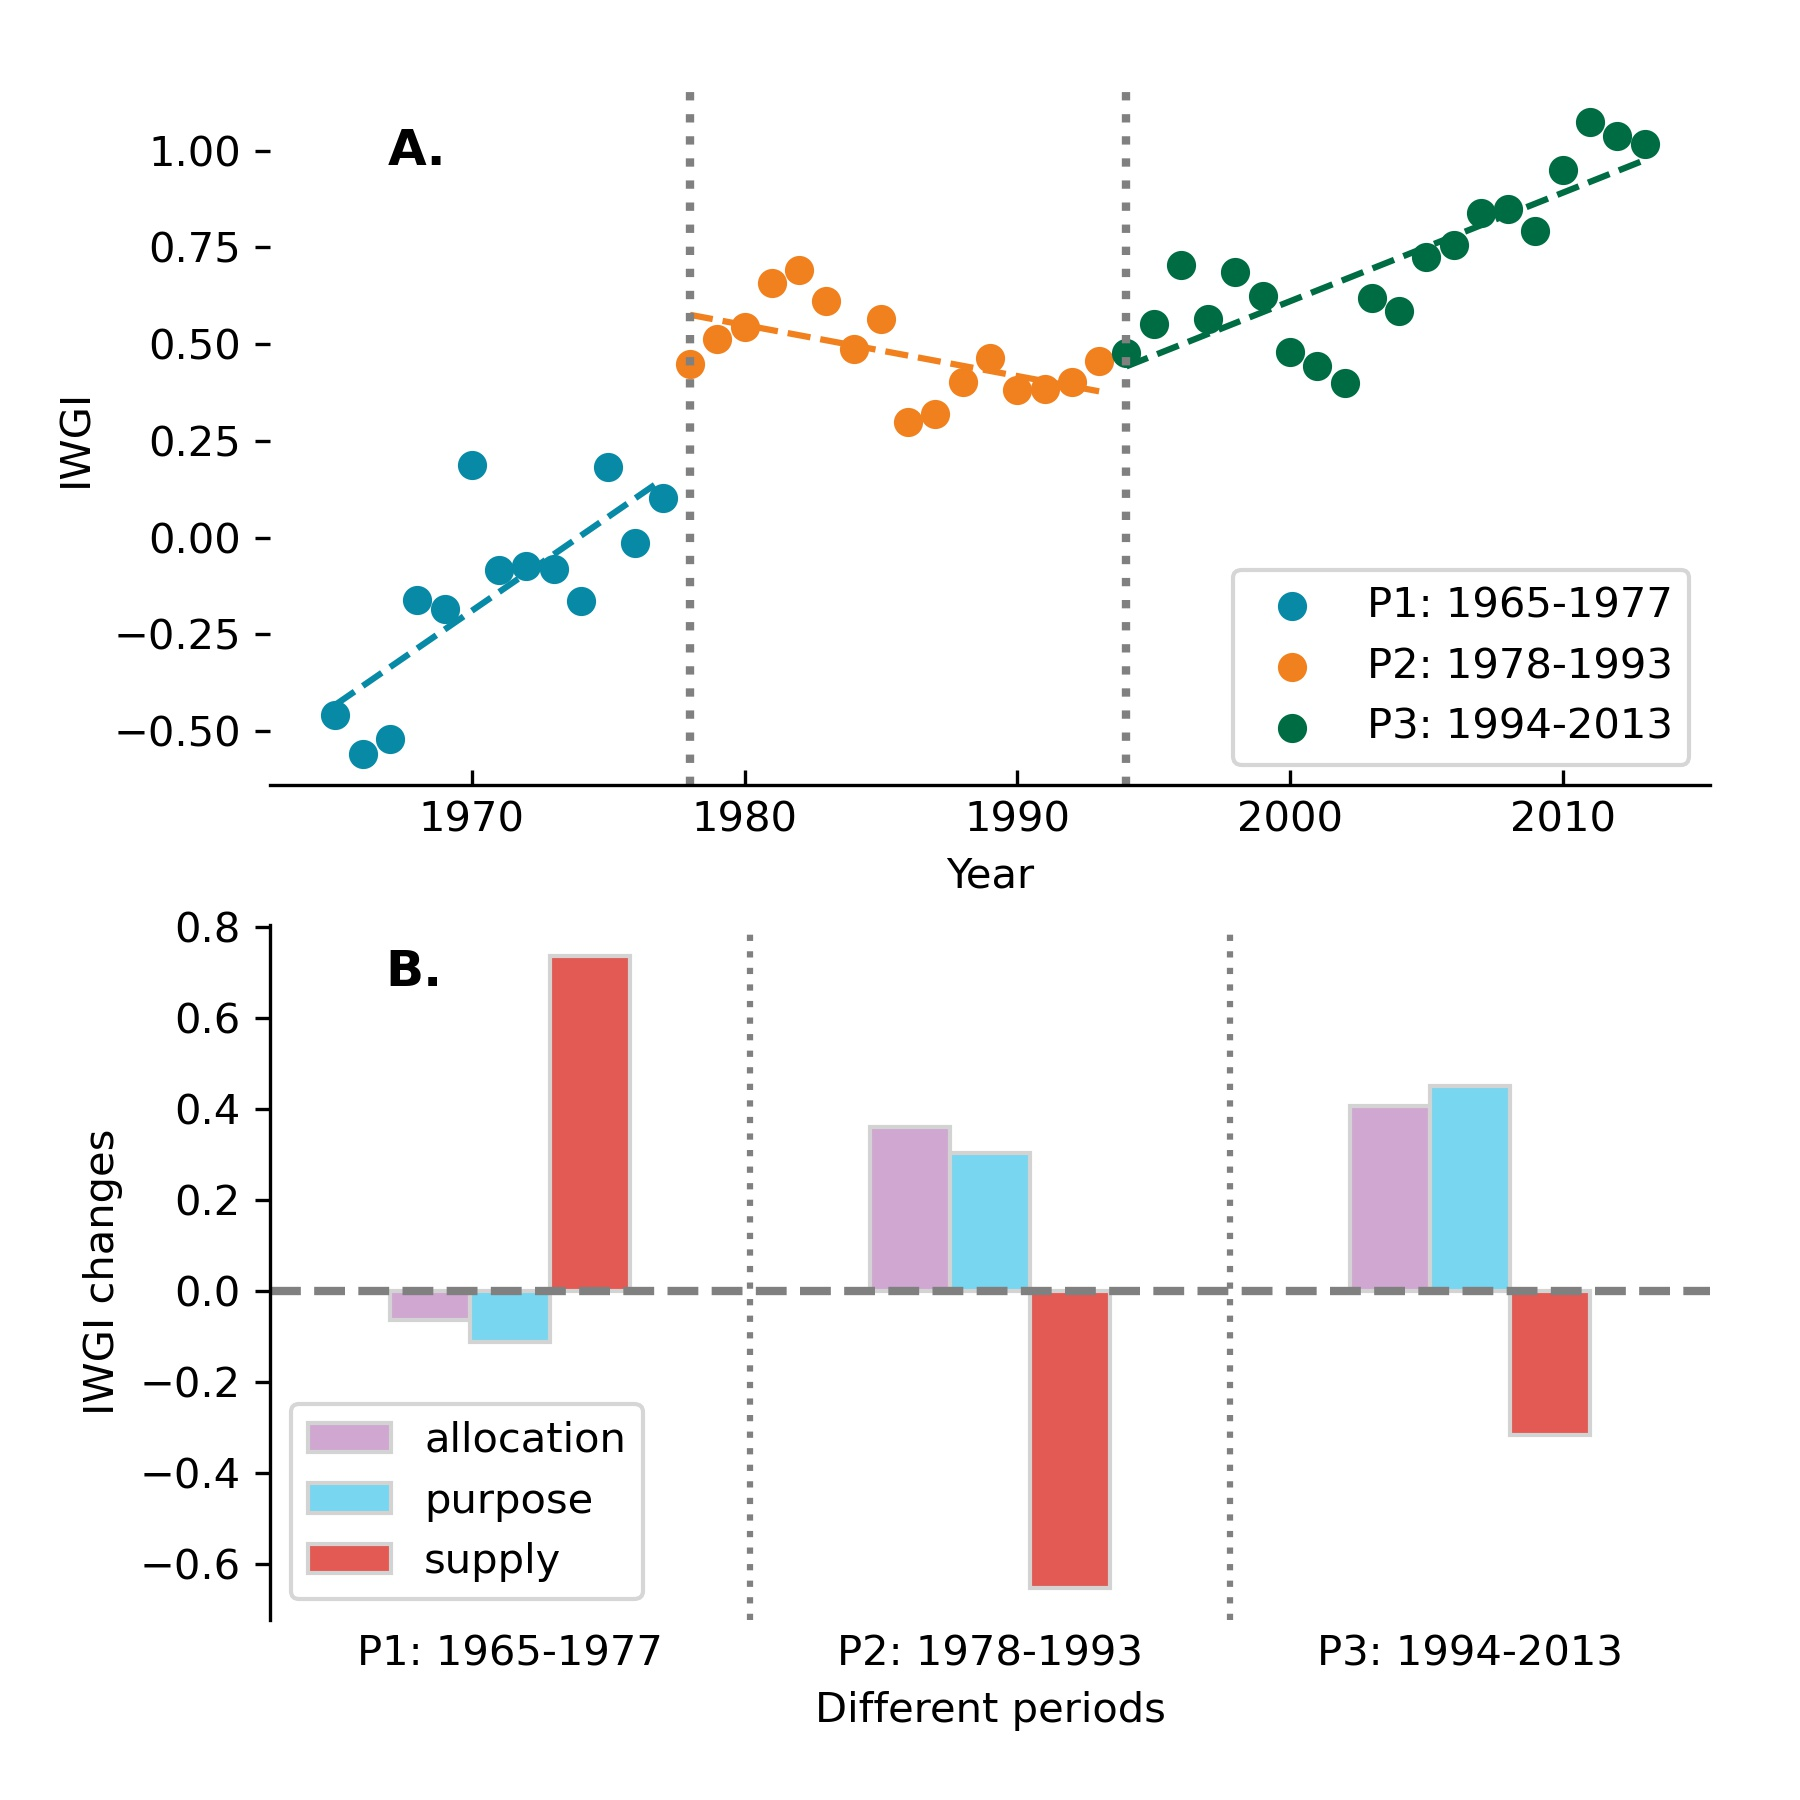 A.
1.00
0.75
0.50
0.25
0.00
−0.25
−0.50
IWGI
P1: 1965-1977
P2: 1978-1993
P3: 1994-2013
1970 1980 1990 2000 2010
Year
B.
0.8
0.6
0.4
0.2
0.0
−0.2
−0.4
−0.6
IWGI changes
allocation
purpose
supply
P1: 1965-1977 P2: 1978-1993 P3: 1994-2013
Different periods